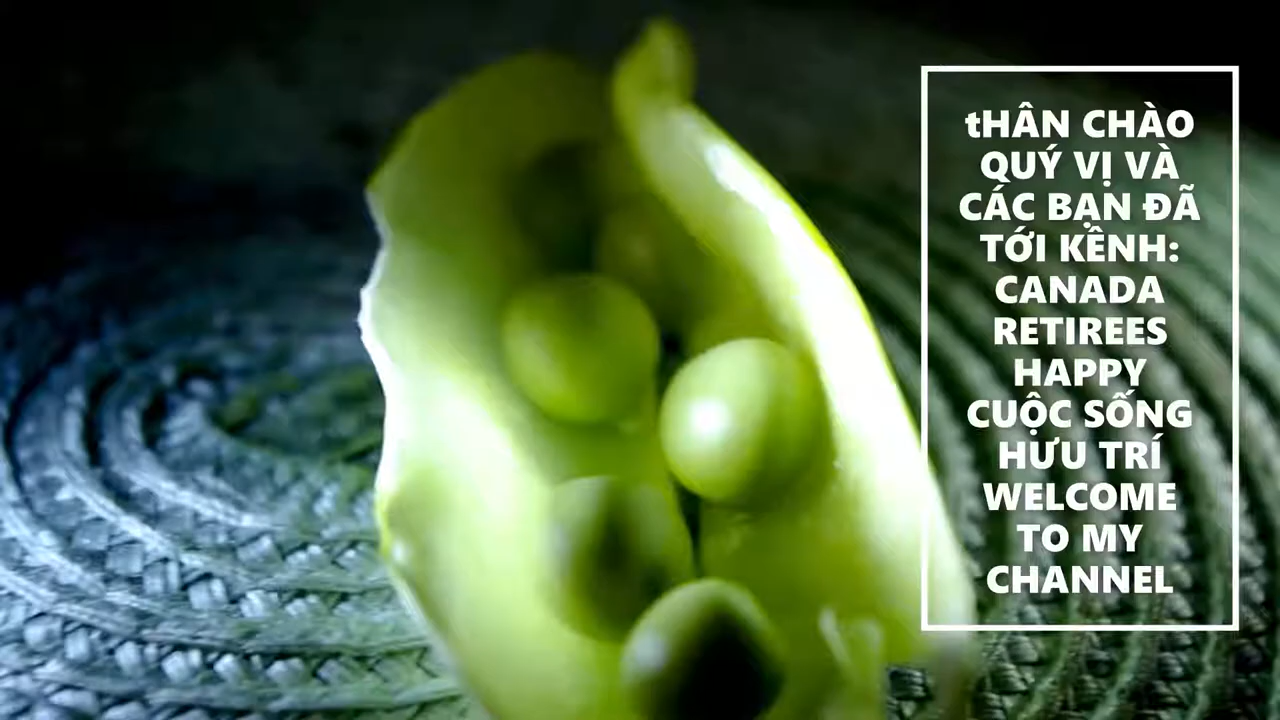 tHÂN CHÀO
QUÝ VỊ VÀ
CÁC BẠN ĐÃ
TỚI KÊNH:
CANADA
RETIREES
HAPPY
CUỘC SỐNG
HƯU TRÍ
WELCOME
TO MY
CHANNEL